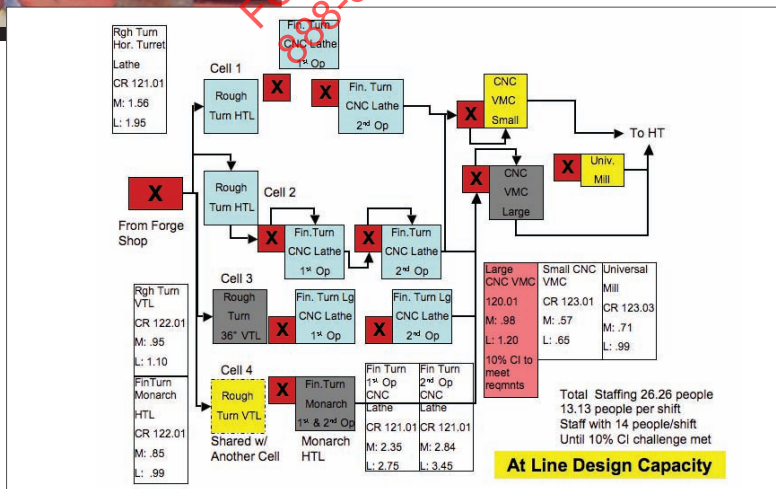 888-
Rgh Turn
Hor. Turret
Lathe
CR 121.01
M: 1.56
L: 1.95
Fin. Turn
CNC Lathe
1st Op
Cell 1
Rough
Turn HTL
X
X
Fin. Turn
CNC Lathe
2nd Op
X
CNC
VMC
Small
To HT
X
Univ.
Mill
X
CNC
VMC
Large
X
From Forge
Shop
Rough
Turn HTL
Cell 2
X
Fin.Turn
CNC Lathe
1st Op
X
Fin.Turn
CNC Lathe
2nd Op
Cell 3
Rough
Turn
36" VTL
X
Fin. Turn Lg
CNC Lathe
1st Op
X
Fin. Turn Lg
CNC Lathe
2nd Op
Rgh Turn
VTL
CR 122.01
M: .95
L: 1.10
FinTurn
Monarch
HTL
CR 122.01
M: .85
L: .99
Cell 4
Rough
Turn VTL
Shared w/
Another Cell
X
Fin.Turn
Monarch
1st & 2nd Op
Monarch
HTL
Fin Turn
1st Op
CNC
Lathe
CR 121.01
M: 2.35
L: 2.75
Fin Turn
2nd Op
CNC
Lathe
CR 121.01
M: 2.84
L: 3.45
Large
CNC VMC
120.01
M: .98
L: 1.20
10% CI to
meet
reqmnts
Small CNC
VMC
CR 123.01
M: .57
L: .65
Universal
Mill
CR 123.03
M: .71
L: .99
Total Staffing 26.26 people
13.13 people per shift
Staff with 14 people/shift
Until 10% CI challenge met
At Line Design Capacity